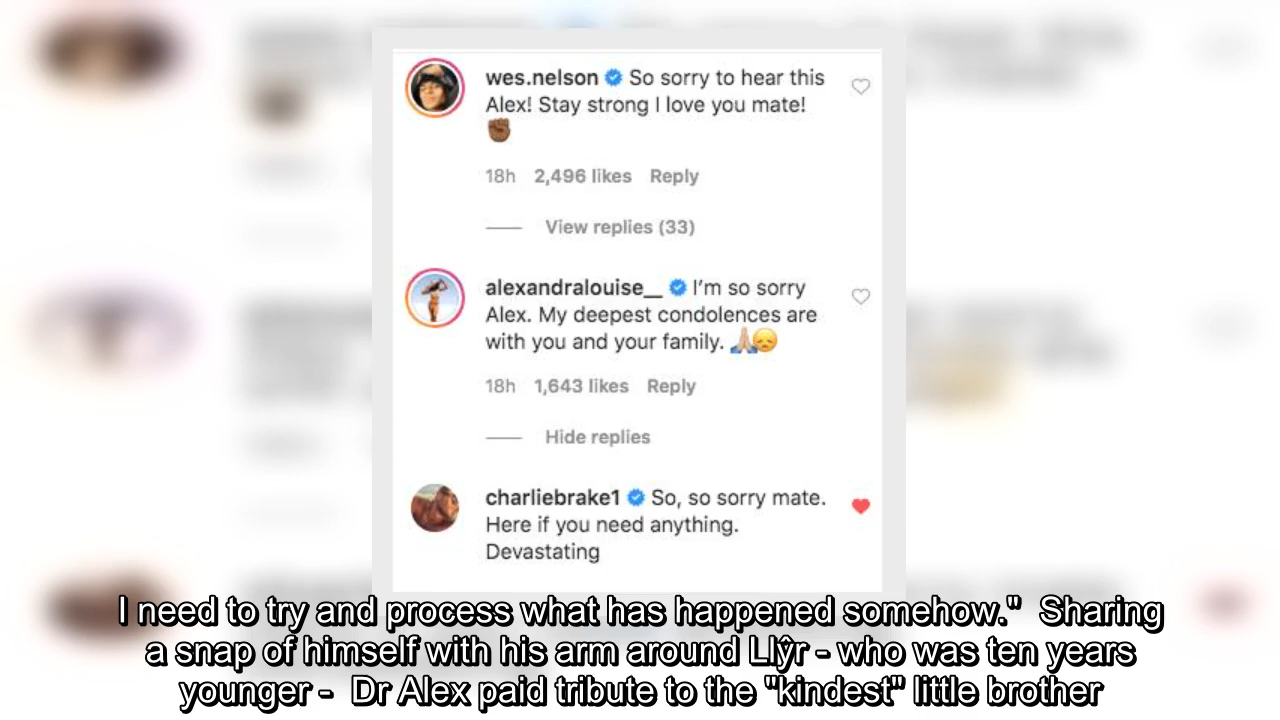 wes.nelson So sorry to hear this
Alex! Stay strong I love you mate!
✊🏾
18h 2,496 likes Reply
View replies (33)
alexandralouise__ I'm so sorry
Alex. My deepest condolences are
with you and your family. 🙏🏼😞
18h 1,643 likes Reply
Hide replies
charliebrake1 So, so sorry mate.
Here if you need anything.
Devastating
I need to try and process what has happened somehow." Sharing
a snap of himself with his arm around Llŷr - who was ten years
younger - Dr Alex paid tribute to the "kindest" little brother